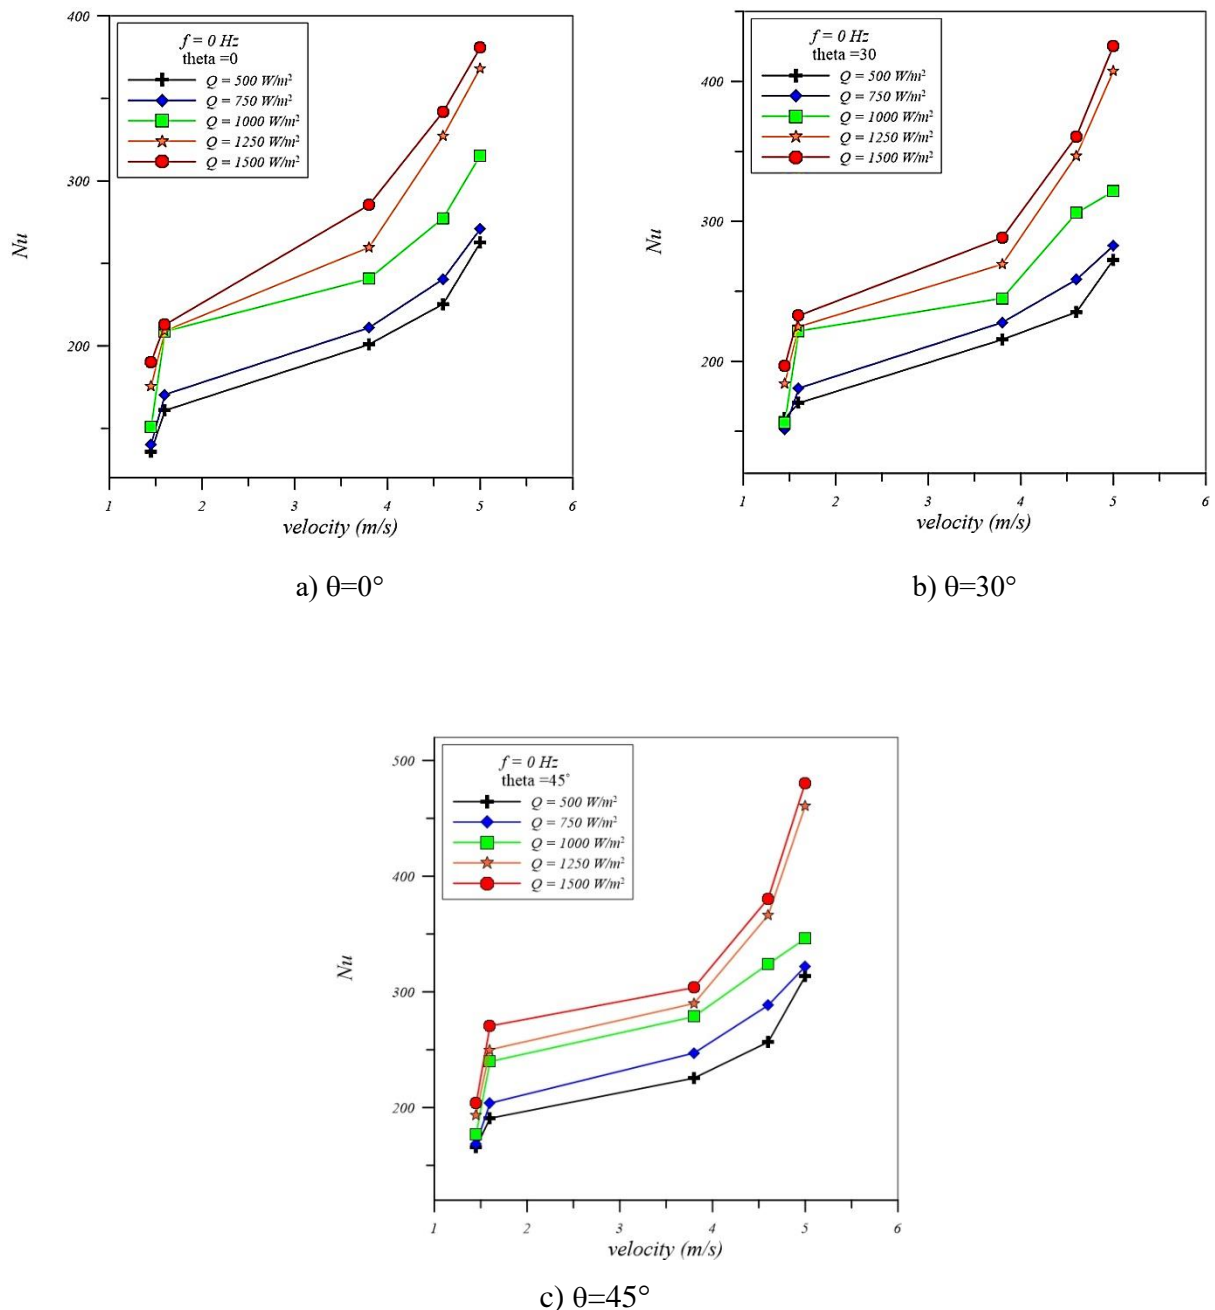 400
300
200
Nu
f = 0 Hz
theta =0
Q = 500 W/m²
Q = 750 W/m²
Q = 1000 W/m²
Q = 1250 W/m²
Q = 1500 W/m²
1 2 3 4 5 6
velocity (m/s)
a) θ=0°
400
300
200
Nu
f = 0 Hz
theta =30
Q = 500 W/m²
Q = 750 W/m²
Q = 1000 W/m²
Q = 1250 W/m²
Q = 1500 W/m²
1 2 3 4 5 6
velocity (m/s)
b) θ=30°
500
400
300
200
Nu
f = 0 Hz
theta =45°
Q = 500 W/m²
Q = 750 W/m²
Q = 1000 W/m²
Q = 1250 W/m²
Q = 1500 W/m²
1 2 3 4 5 6
velocity (m/s)
c) θ=45°